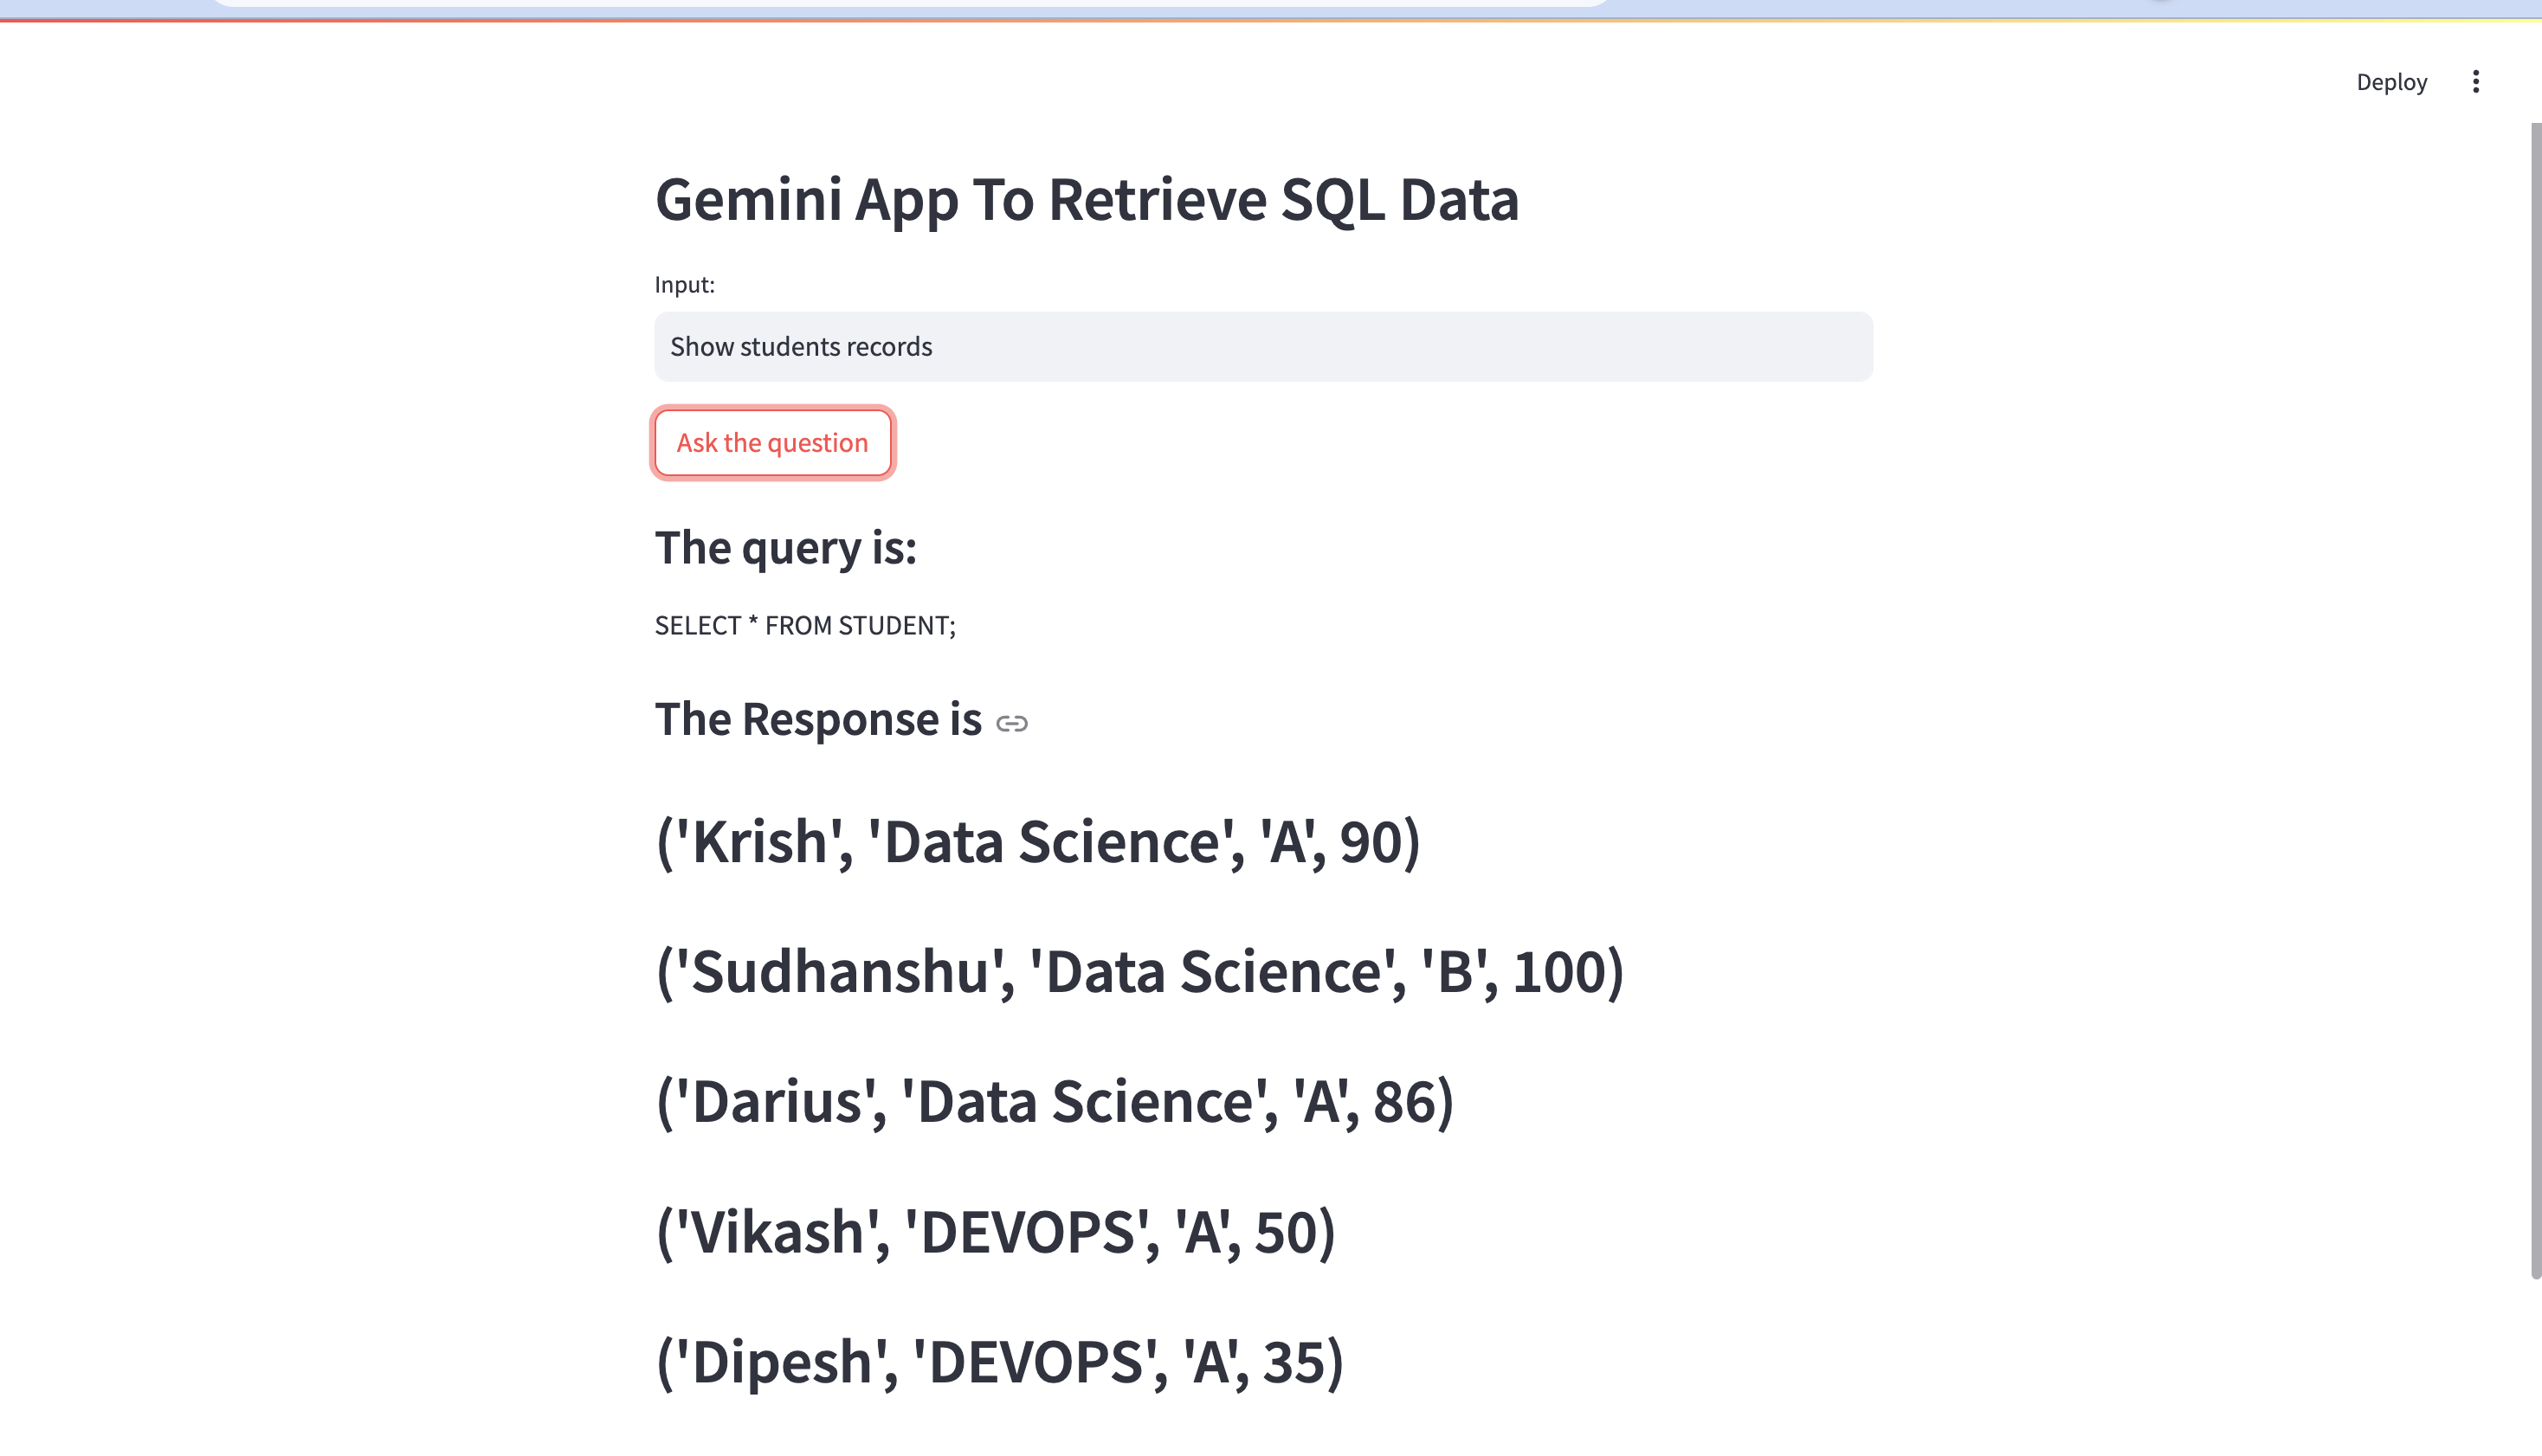 Deploy
Gemini App To Retrieve SQL Data
Input:
Show students records
Ask the question
The query is:
SELECT * FROM STUDENT;
The Response is
('Krish', 'Data Science', 'A', 90)
('Sudhanshu', 'Data Science', 'B', 100)
('Darius', 'Data Science', 'A', 86)
('Vikash', 'DEVOPS', 'A', 50)
('Dipesh', 'DEVOPS', 'A', 35)